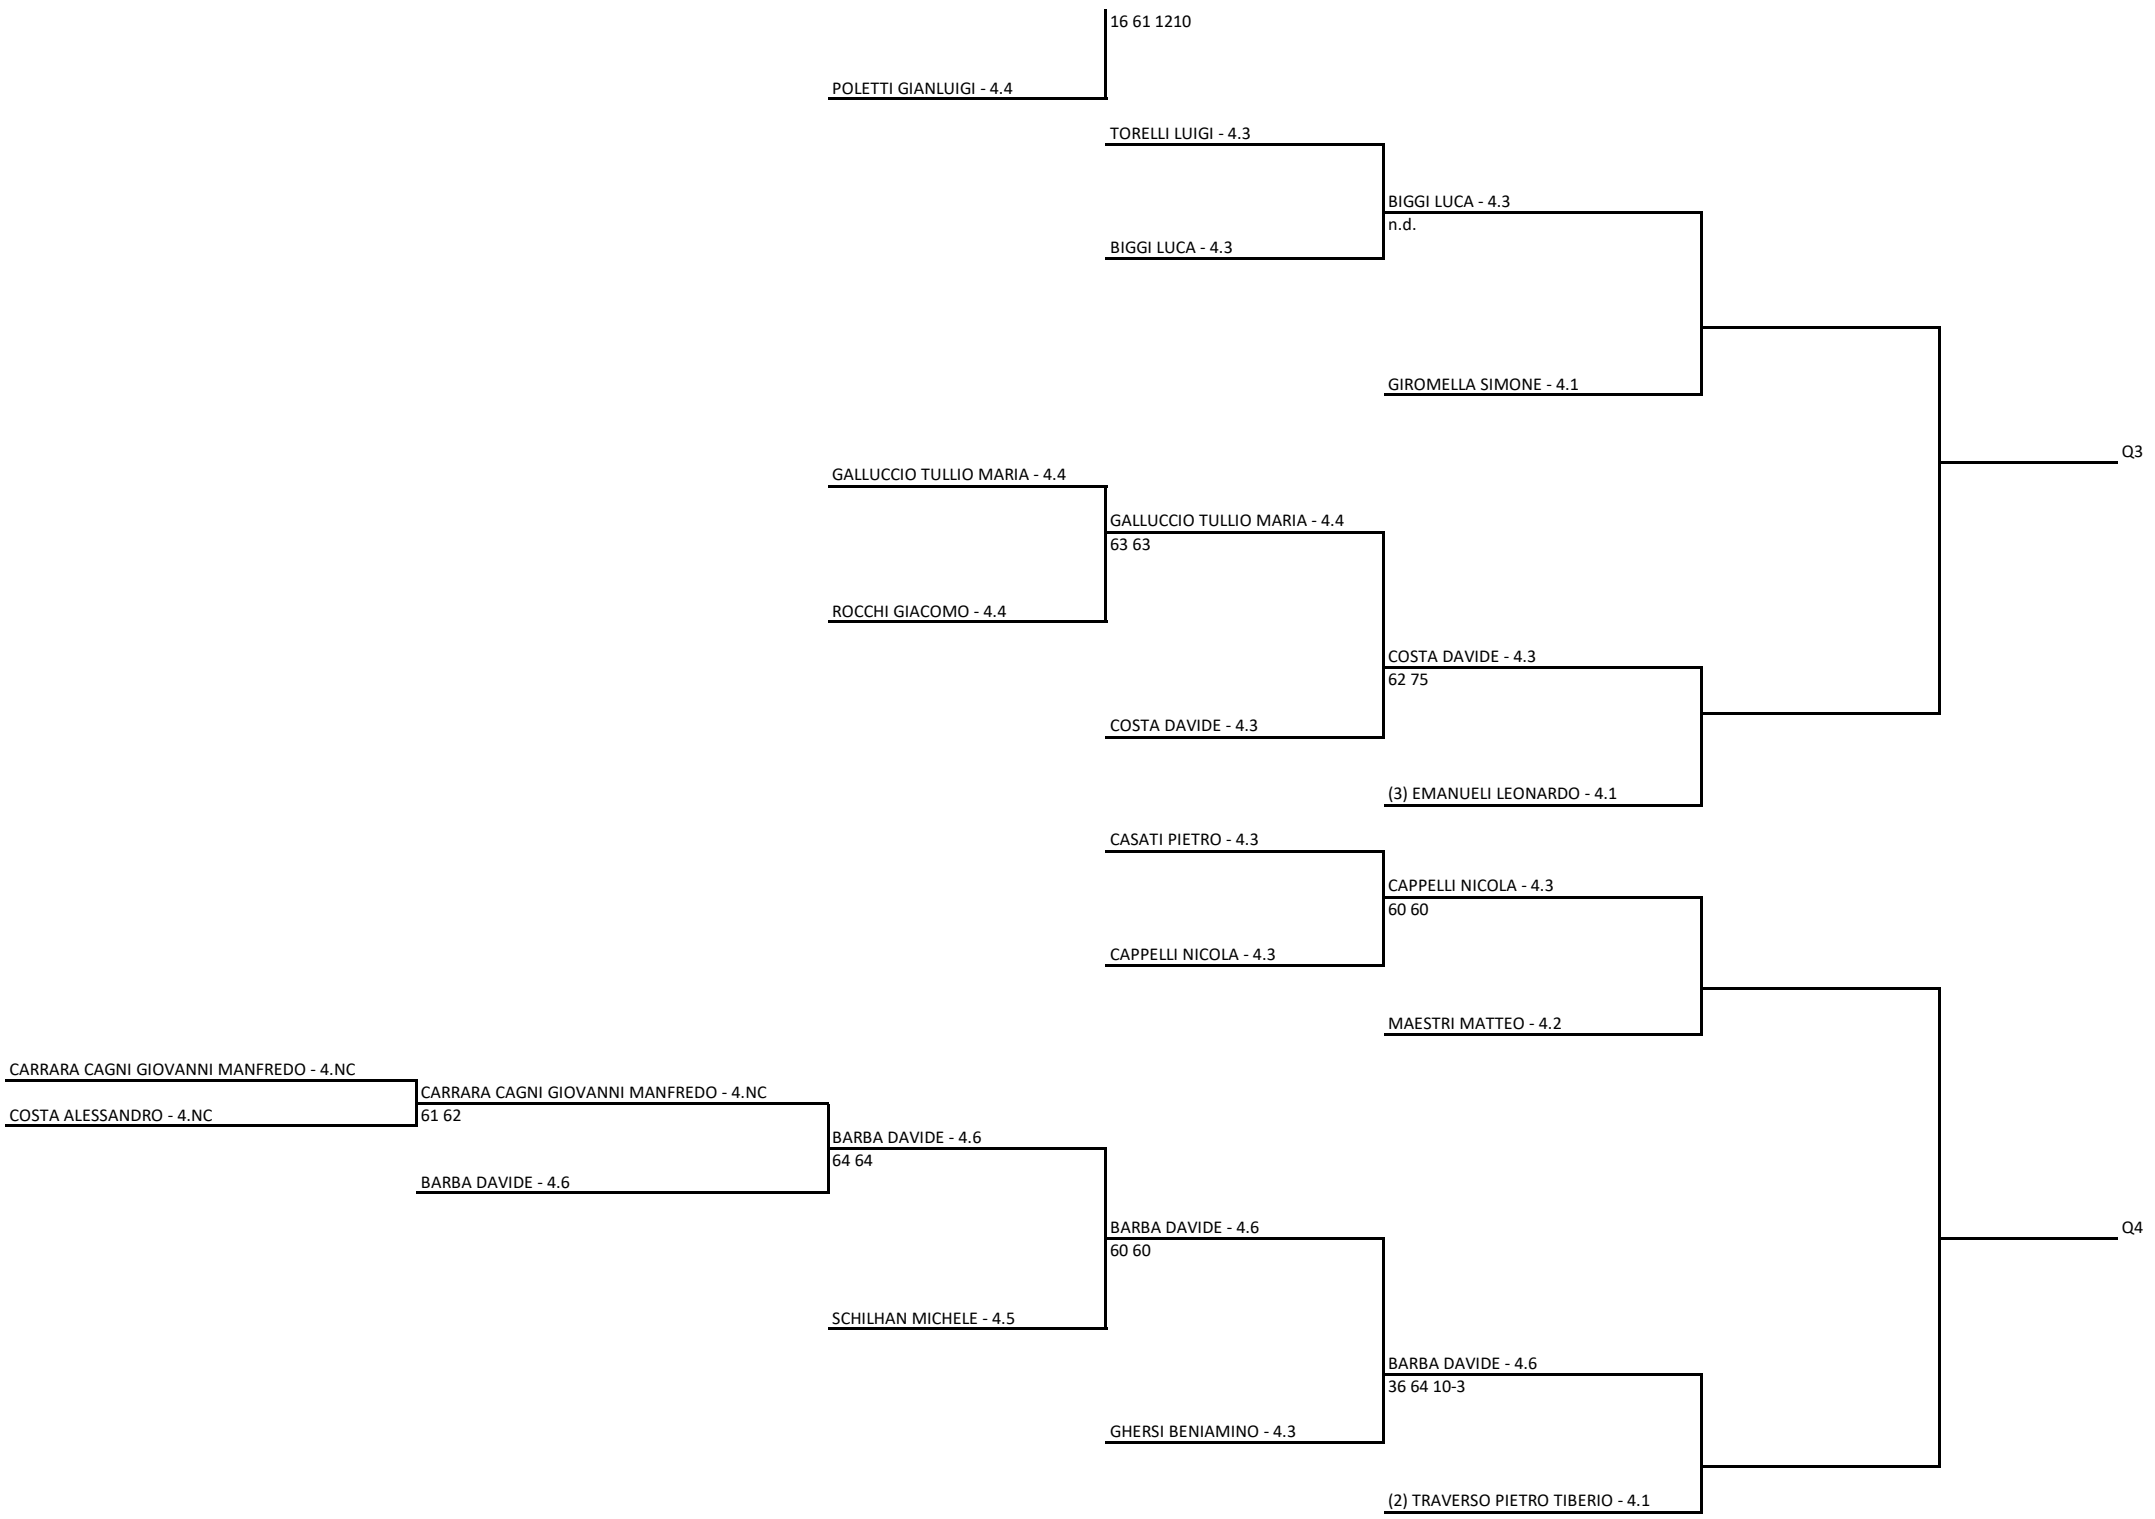 16 61 1210
POLETTI GIANLUIGI - 4.4
TORELLI LUIGI - 4.3
BIGGI LUCA - 4.3
n.d.
BIGGI LUCA - 4.3
GIROMELLA SIMONE - 4.1
Q3
GALLUCCIO TULLIO MARIA - 4.4
GALLUCCIO TULLIO MARIA - 4.4
63 63
ROCCHI GIACOMO - 4.4
COSTA DAVIDE - 4.3
62 75
COSTA DAVIDE - 4.3
(3) EMANUELI LEONARDO - 4.1
CASATI PIETRO - 4.3
CAPPELLI NICOLA - 4.3
60 60
CAPPELLI NICOLA - 4.3
MAESTRI MATTEO - 4.2
CARRARA CAGNI GIOVANNI MANFREDO - 4.NC
CARRARA CAGNI GIOVANNI MANFREDO - 4.NC
COSTA ALESSANDRO - 4.NC
61 62
BARBA DAVIDE - 4.6
64 64
BARBA DAVIDE - 4.6
BARBA DAVIDE - 4.6
Q4
60 60
SCHILHAN MICHELE - 4.5
BARBA DAVIDE - 4.6
36 64 10-3
GHERSI BENIAMINO - 4.3
(2) TRAVERSO PIETRO TIBERIO - 4.1